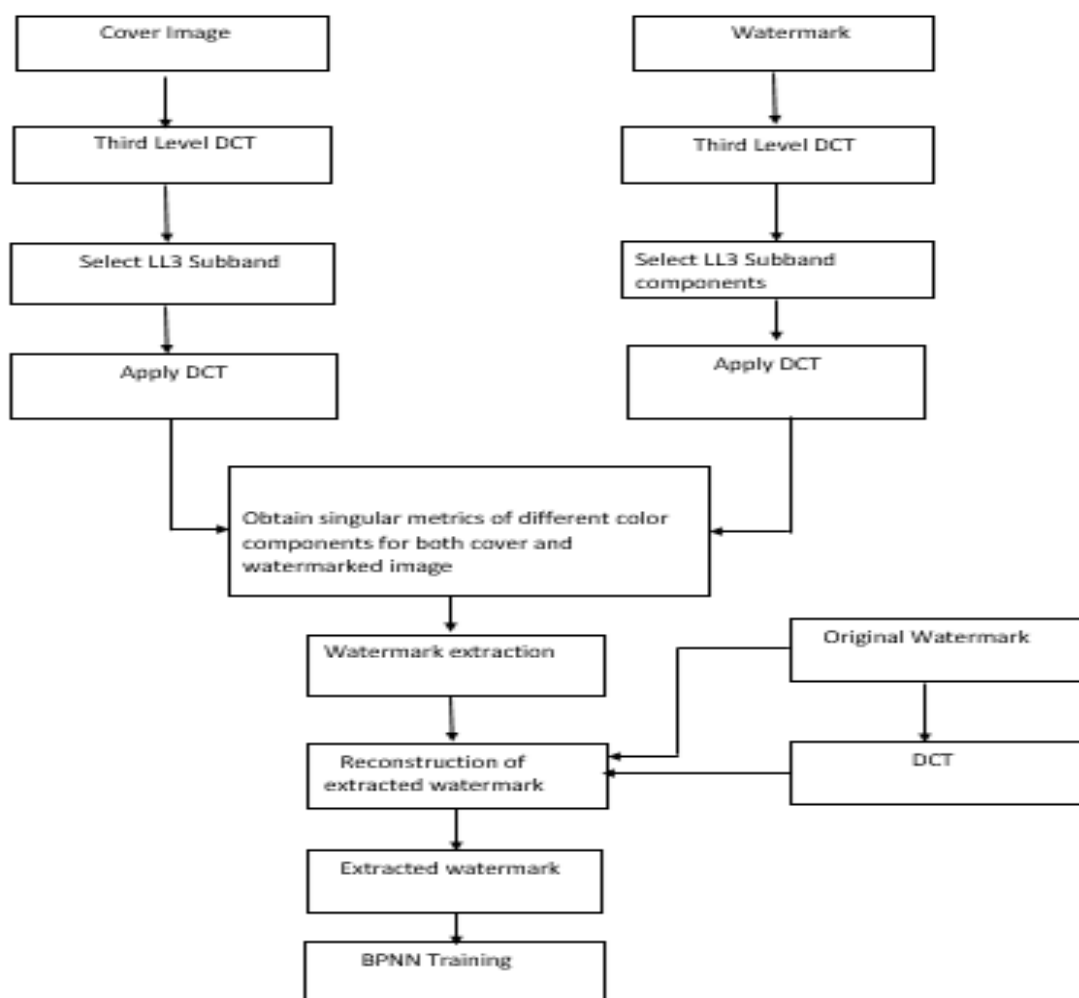 Cover Image
Watermark
Third Level DCT
Third Level DCT
Select LL3 Subband
Select LL3 Subband
components
Apply DCT
Apply DCT
Obtain singular metrics of different color
components for both cover and
watermarked image
Watermark extraction
Original Watermark
Reconstruction of
extracted watermark
DCT
Extracted watermark
BPNN Training